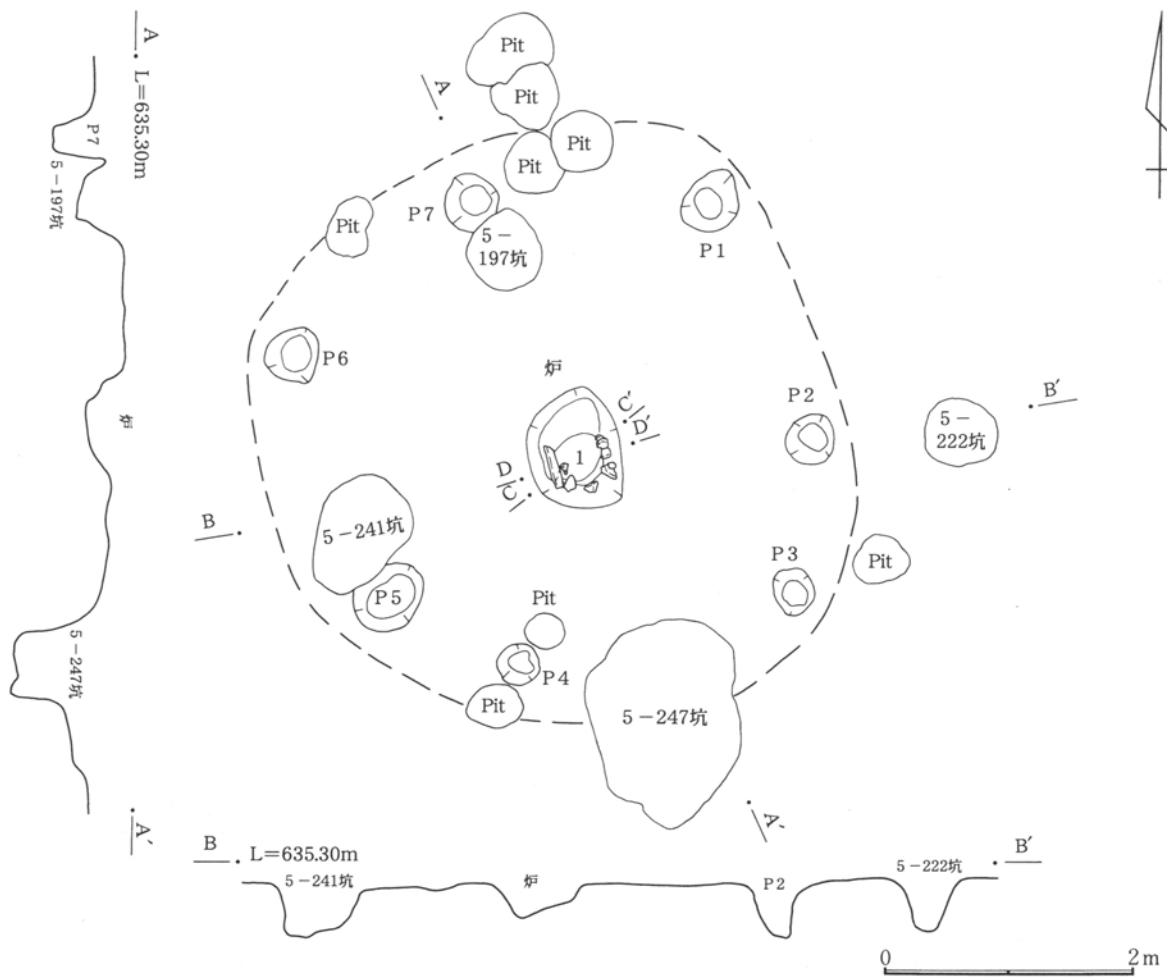 A
L=635.30m
P7
5-197坑
炉
5-247坑
A′
A
Pit
Pit
Pit
Pit
Pit
P7
5-
197坑
P1
P6
炉
C′
D′
1
D
C
P2
5-
222坑
B′
B
5-241坑
P5
P3
Pit
Pit
P4
Pit
5-247坑
A′
B
L=635.30m
5-241坑
炉
P2
5-222坑
B′
0
2m